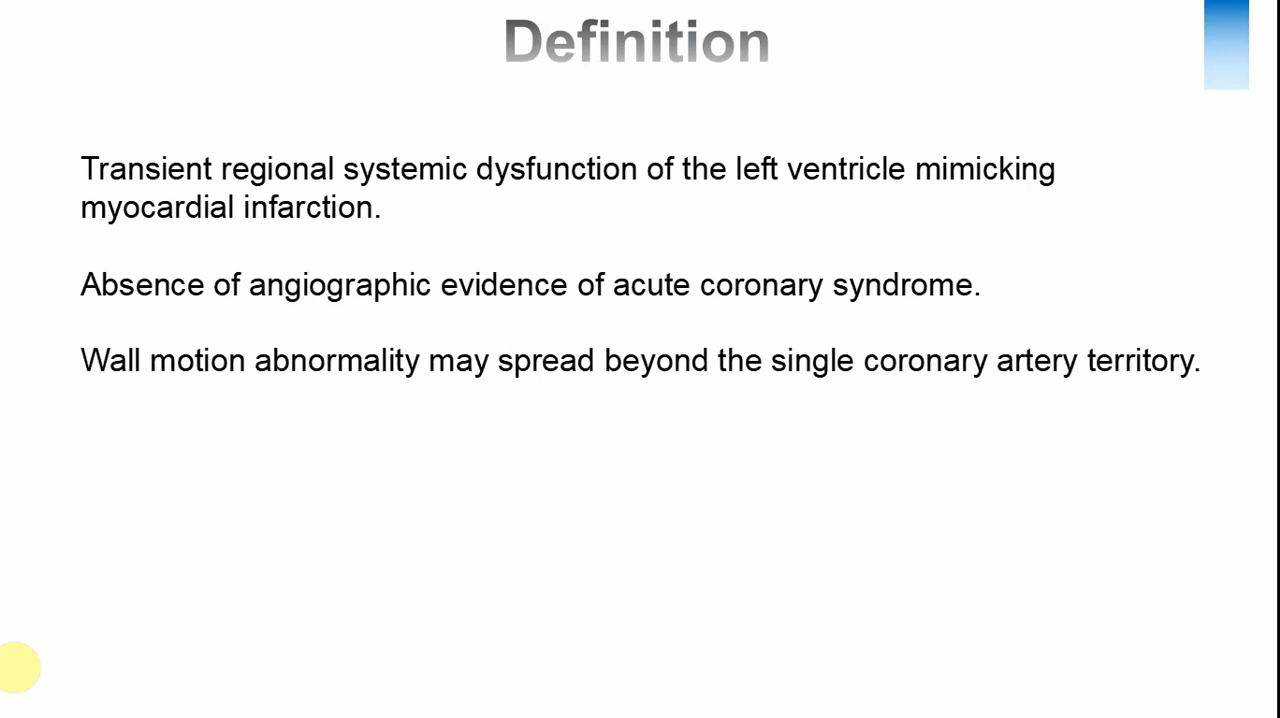 Definition
Transient regional systemic dysfunction of the left ventricle mimicking
myocardial infarction.
Absence of angiographic evidence of acute coronary syndrome.
Wall motion abnormality may spread beyond the single coronary artery territory.